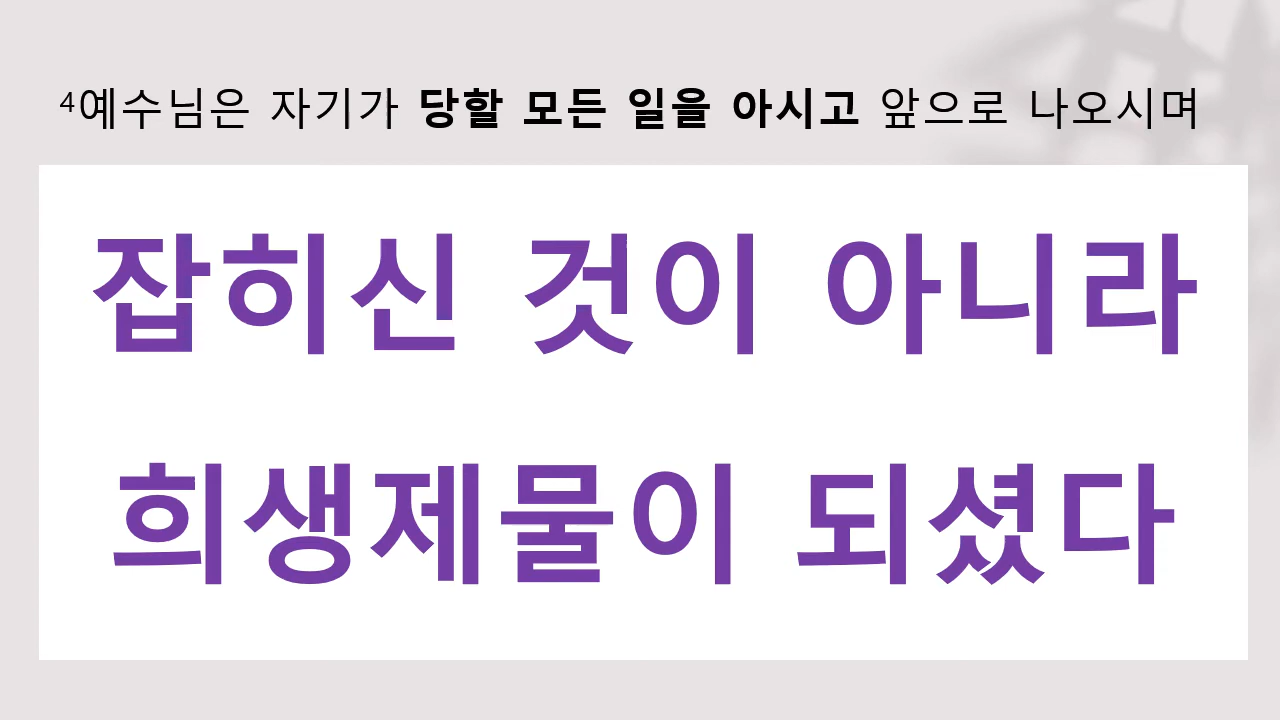 ⁴예수님은 자기가 당할 모든 일을 아시고 앞으로 나오시며
잡히신 것이 아니라
희생제물이 되셨다